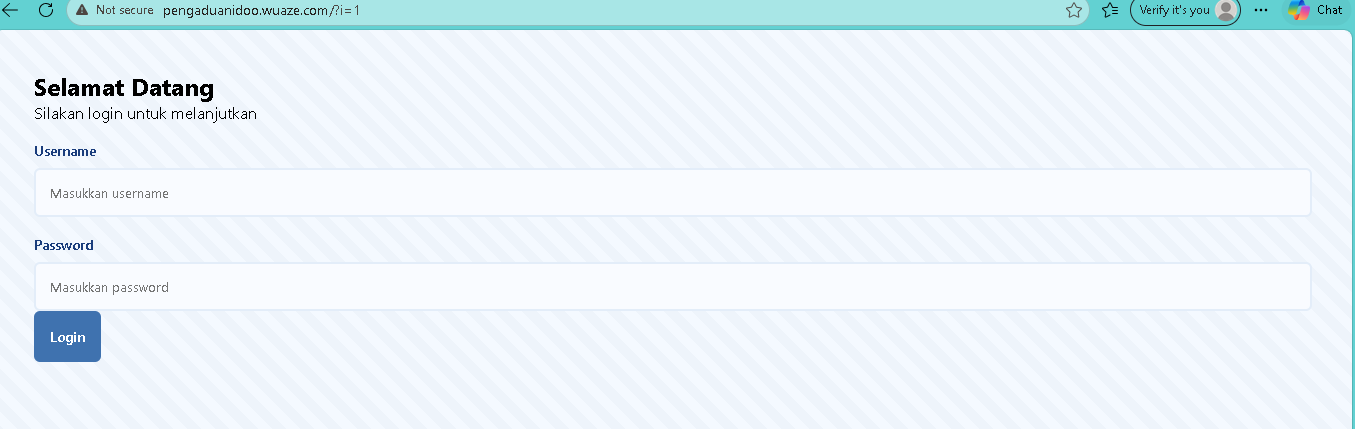 Not secure pengaduanidoo.wuaze.com/?i=1 Verify it's you Chat
Selamat Datang
Silakan login untuk melanjutkan
Username
Masukkan username
Password
Masukkan password
Login